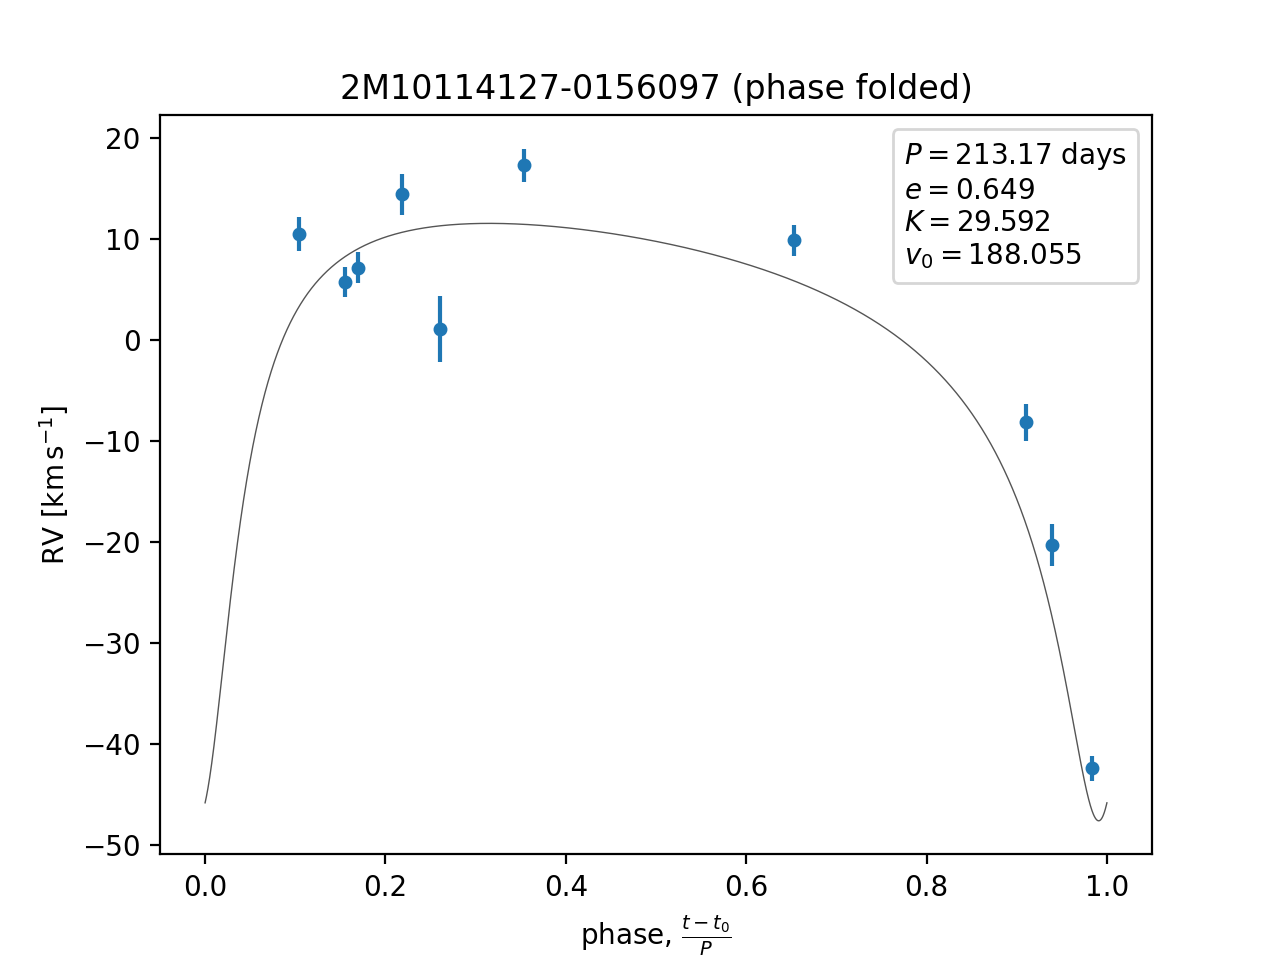 2M10114127-0156097 (phase folded)
P = 213.17 days
e = 0.649
K = 29.592
v₀ = 188.055
RV [km s⁻¹]
20
10
0
−10
−20
−30
−40
−50
0.0 0.2 0.4 0.6 0.8 1.0
phase, (t − t₀)/P